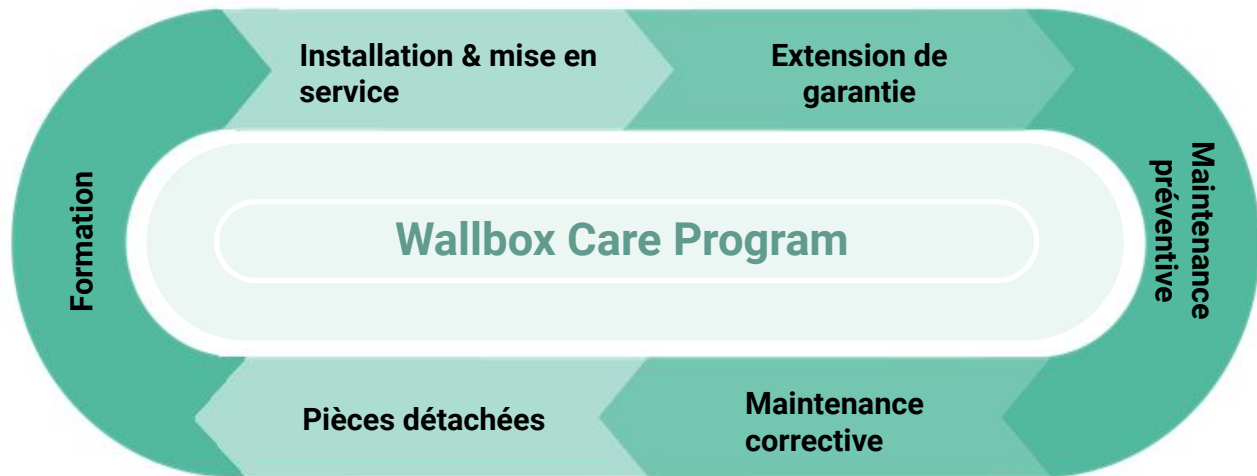 Installation & mise en
service
Extension de
garantie
Maintenance
préventive
Formation
Wallbox Care Program
Pièces détachées
Maintenance
corrective